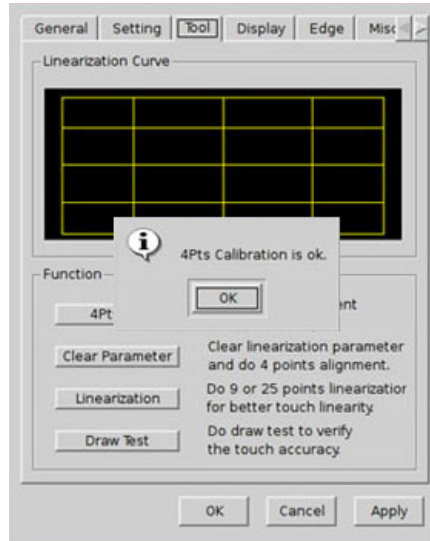 General Setting Tool Display Edge Misc
Linearization Curve
4Pts Calibration is ok.
OK
Function
4Pt
Clear Parameter
Clear linearization parameter
and do 4 points alignment.
Linearization
Do 9 or 25 points linearization
for better touch linearity.
Draw Test
Do draw test to verify
the touch accuracy.
OK Cancel Apply